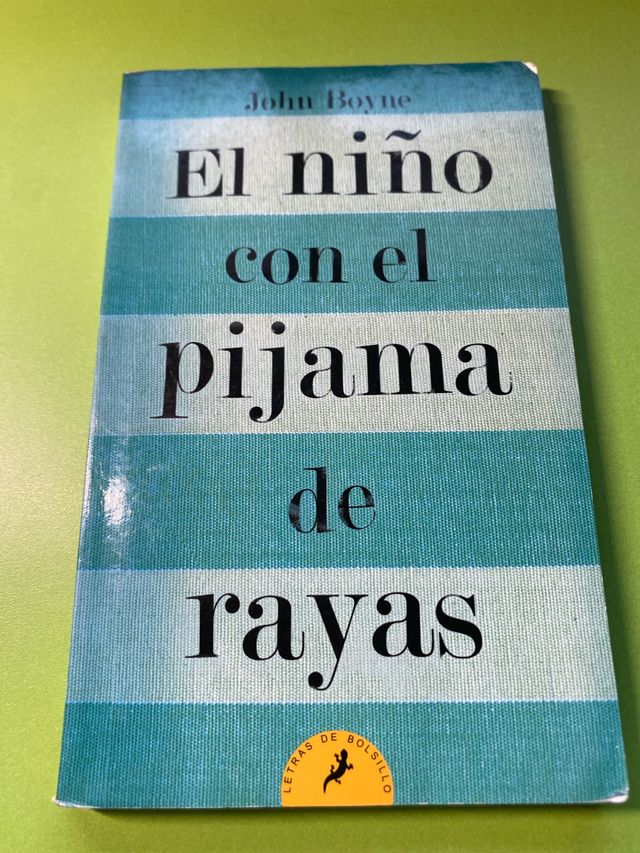 John Boyne
El niño
con el
pijama
de
rayas
LETRAS DE BOLSILLO